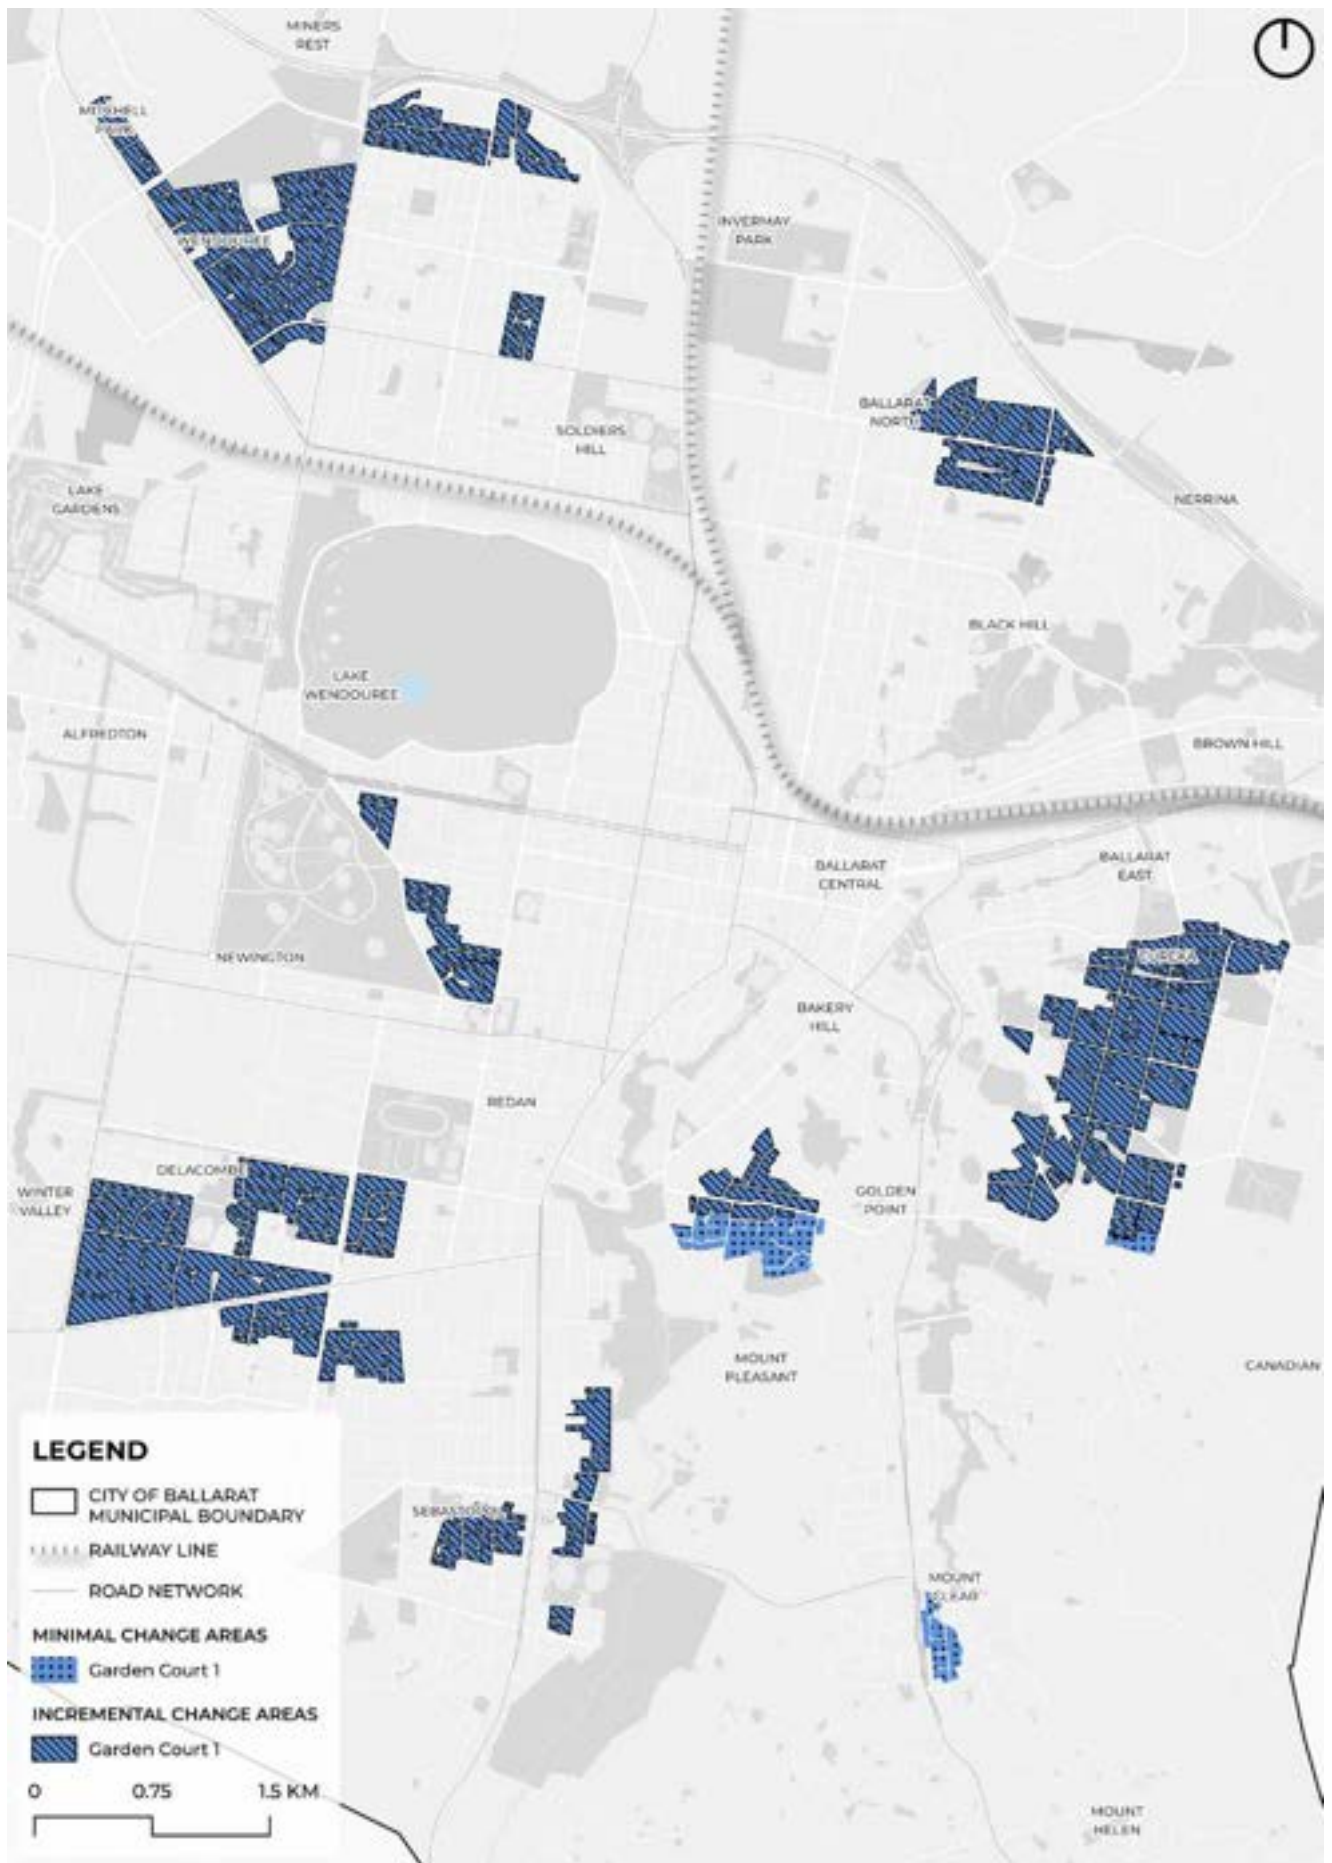 MINERS
REST
MITCHELL
PARK
WENDOUREE
INVERMAY
PARK
BALLARAT
NORTH
SOLDIERS
HILL
LAKE
GARDENS
NERRINA
BLACK HILL
LAKE
WENDOUREE
ALFREDTON
BROWN HILL
BALLARAT
CENTRAL
BALLARAT
EAST
NEWINGTON
EUREKA
BAKERY
HILL
REDAN
DELACOMBE
WINTER
VALLEY
GOLDEN
POINT
MOUNT
PLEASANT
CANADIAN
SEBASTOPOL
MOUNT
CLEAR
MOUNT
HELEN
LEGEND
CITY OF BALLARAT
MUNICIPAL BOUNDARY
RAILWAY LINE
ROAD NETWORK
MINIMAL CHANGE AREAS
Garden Court 1
INCREMENTAL CHANGE AREAS
Garden Court 1
0 0.75 1.5 KM